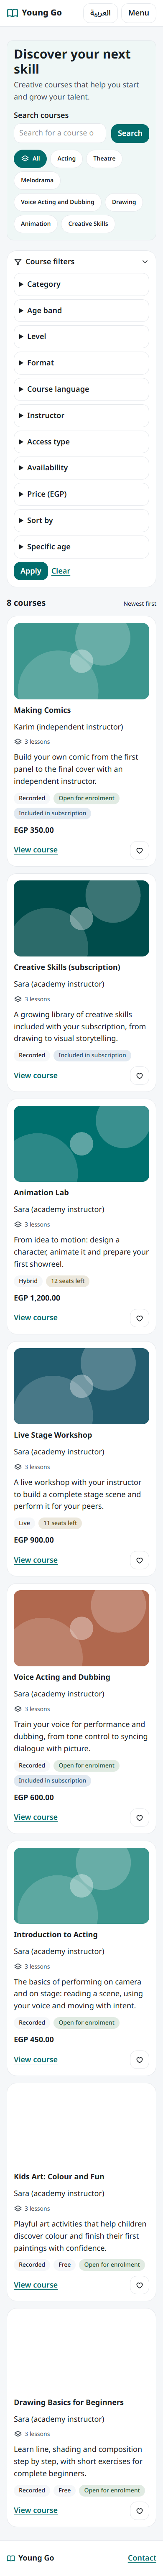 Young Go
العربية
Menu
Discover your next
skill
Creative courses that help you start
and grow your talent.
Search courses
Search for a course o
Search
All
Acting
Theatre
Melodrama
Voice Acting and Dubbing
Drawing
Animation
Creative Skills
Course filters
Category
Age band
Level
Format
Course language
Instructor
Access type
Availability
Price (EGP)
Sort by
Specific age
Apply
Clear
8 courses
Newest first
Making Comics
Karim (independent instructor)
3 lessons
Build your own comic from the first
panel to the final cover with an
independent instructor.
Recorded
Open for enrolment
Included in subscription
EGP 350.00
View course
Creative Skills (subscription)
Sara (academy instructor)
3 lessons
A growing library of creative skills
included with your subscription, from
drawing to visual storytelling.
Recorded
Included in subscription
View course
Animation Lab
Sara (academy instructor)
3 lessons
From idea to motion: design a
character, animate it and prepare your
first showreel.
Hybrid
12 seats left
EGP 1,200.00
View course
Live Stage Workshop
Sara (academy instructor)
3 lessons
A live workshop with your instructor
to build a complete stage scene and
perform it for your peers.
Live
11 seats left
EGP 900.00
View course
Voice Acting and Dubbing
Sara (academy instructor)
3 lessons
Train your voice for performance and
dubbing, from tone control to syncing
dialogue with picture.
Recorded
Open for enrolment
Included in subscription
EGP 600.00
View course
Introduction to Acting
Sara (academy instructor)
3 lessons
The basics of performing on camera
and on stage: reading a scene, using
your voice and moving with intent.
Recorded
Open for enrolment
EGP 450.00
View course
Kids Art: Colour and Fun
Sara (academy instructor)
3 lessons
Playful art activities that help children
discover colour and finish their first
paintings with confidence.
Recorded
Free
Open for enrolment
View course
Drawing Basics for Beginners
Sara (academy instructor)
3 lessons
Learn line, shading and composition
step by step, with short exercises for
complete beginners.
Recorded
Free
Open for enrolment
View course
Young Go
Contact